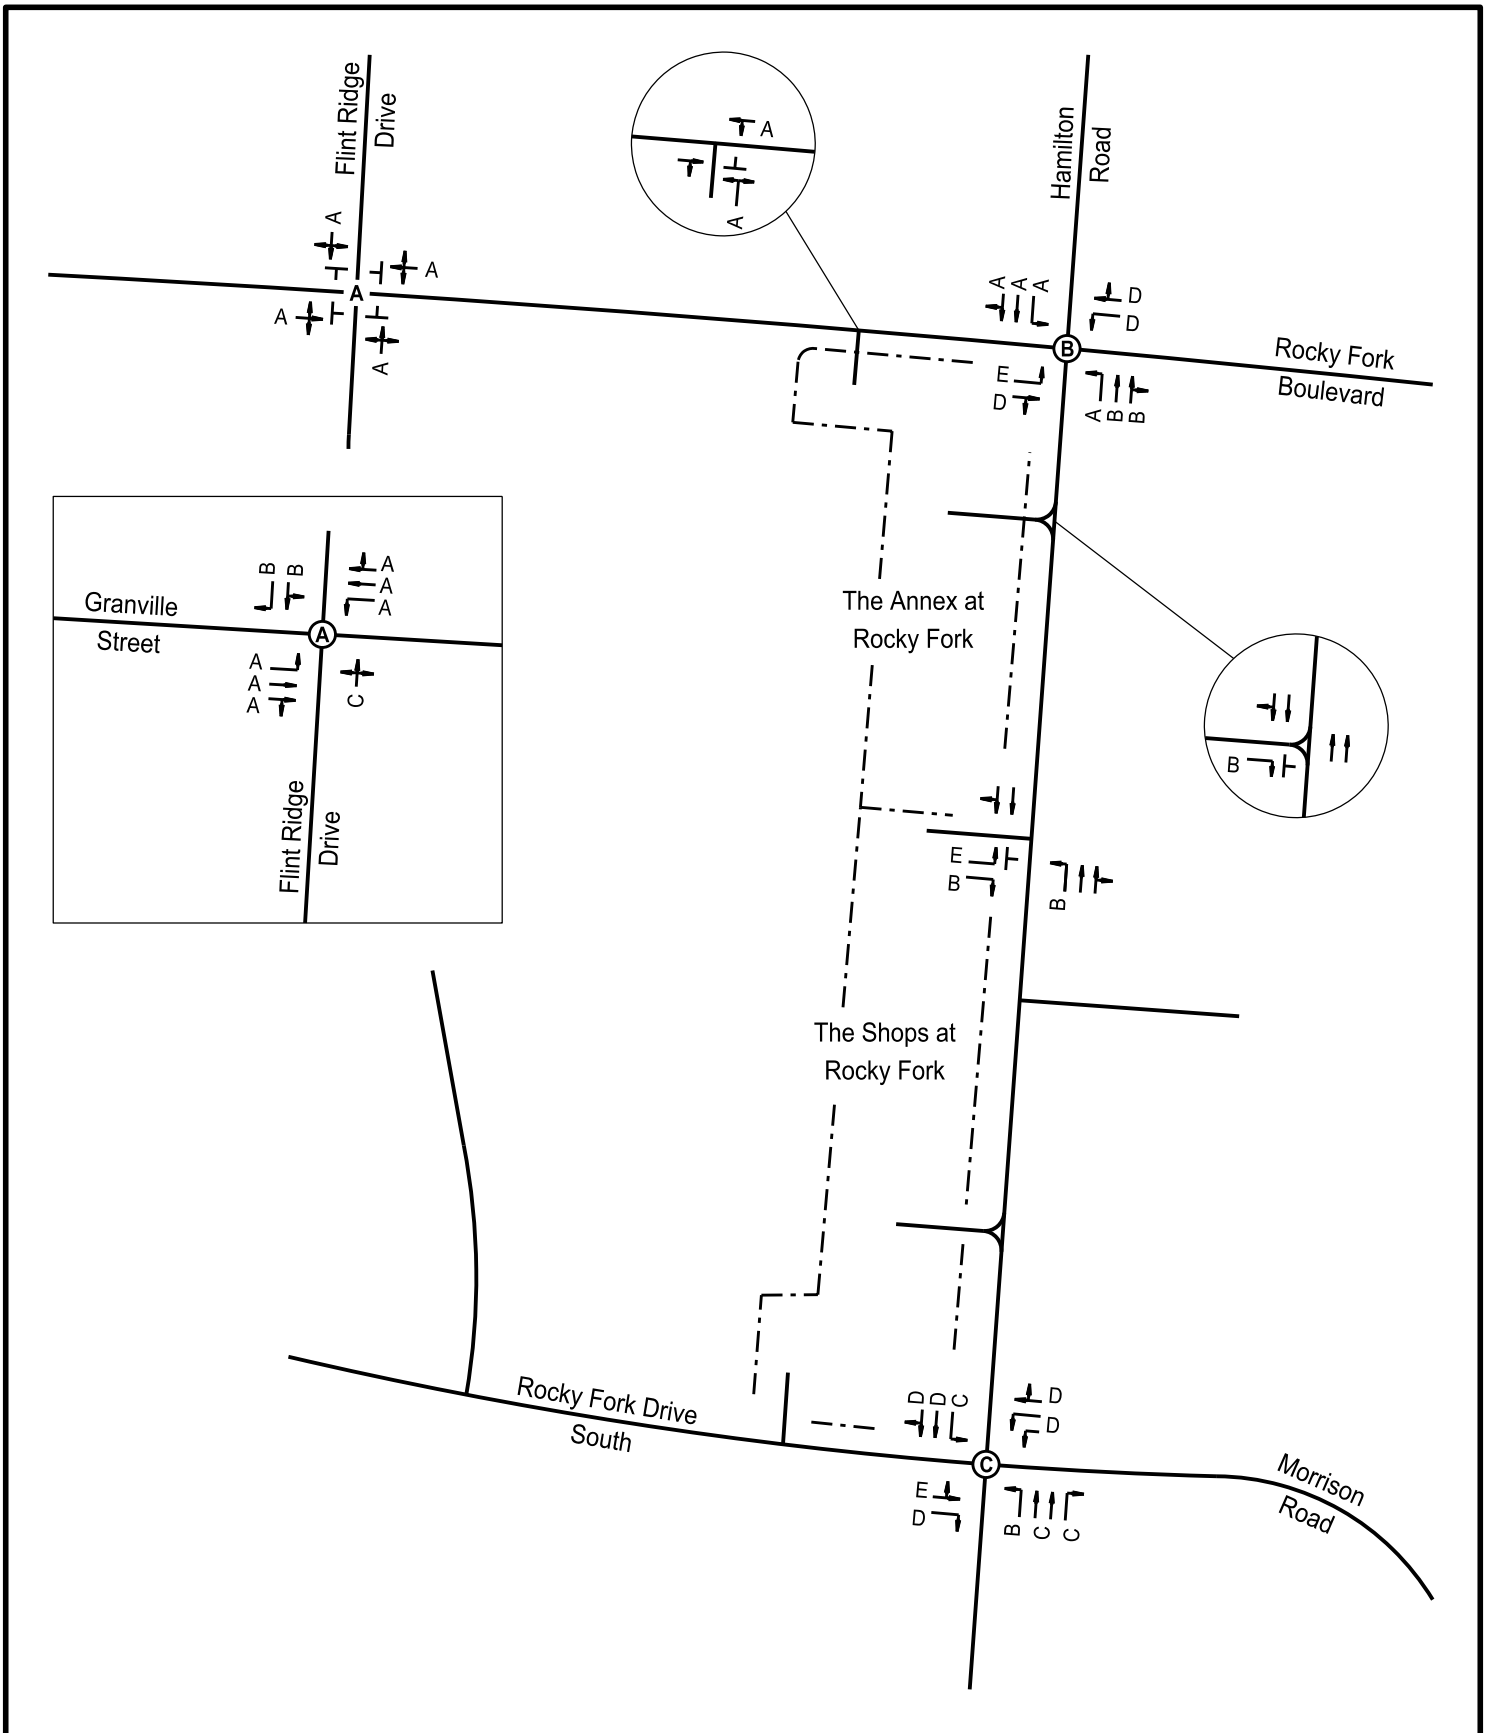 Flint Ridge
Drive
A
A
A
A
A
A
A
Hamilton
Road
A
A
A
D
D
B
E
D
A
B
B
Rocky Fork
Boulevard
B
B
A
A
A
Granville
Street
A
A
A
A
C
Flint Ridge
Drive
The Annex at
Rocky Fork
B
E
B
B
The Shops at
Rocky Fork
Rocky Fork Drive
South
D
D
C
D
D
C
E
D
B
C
C
Morrison
Road